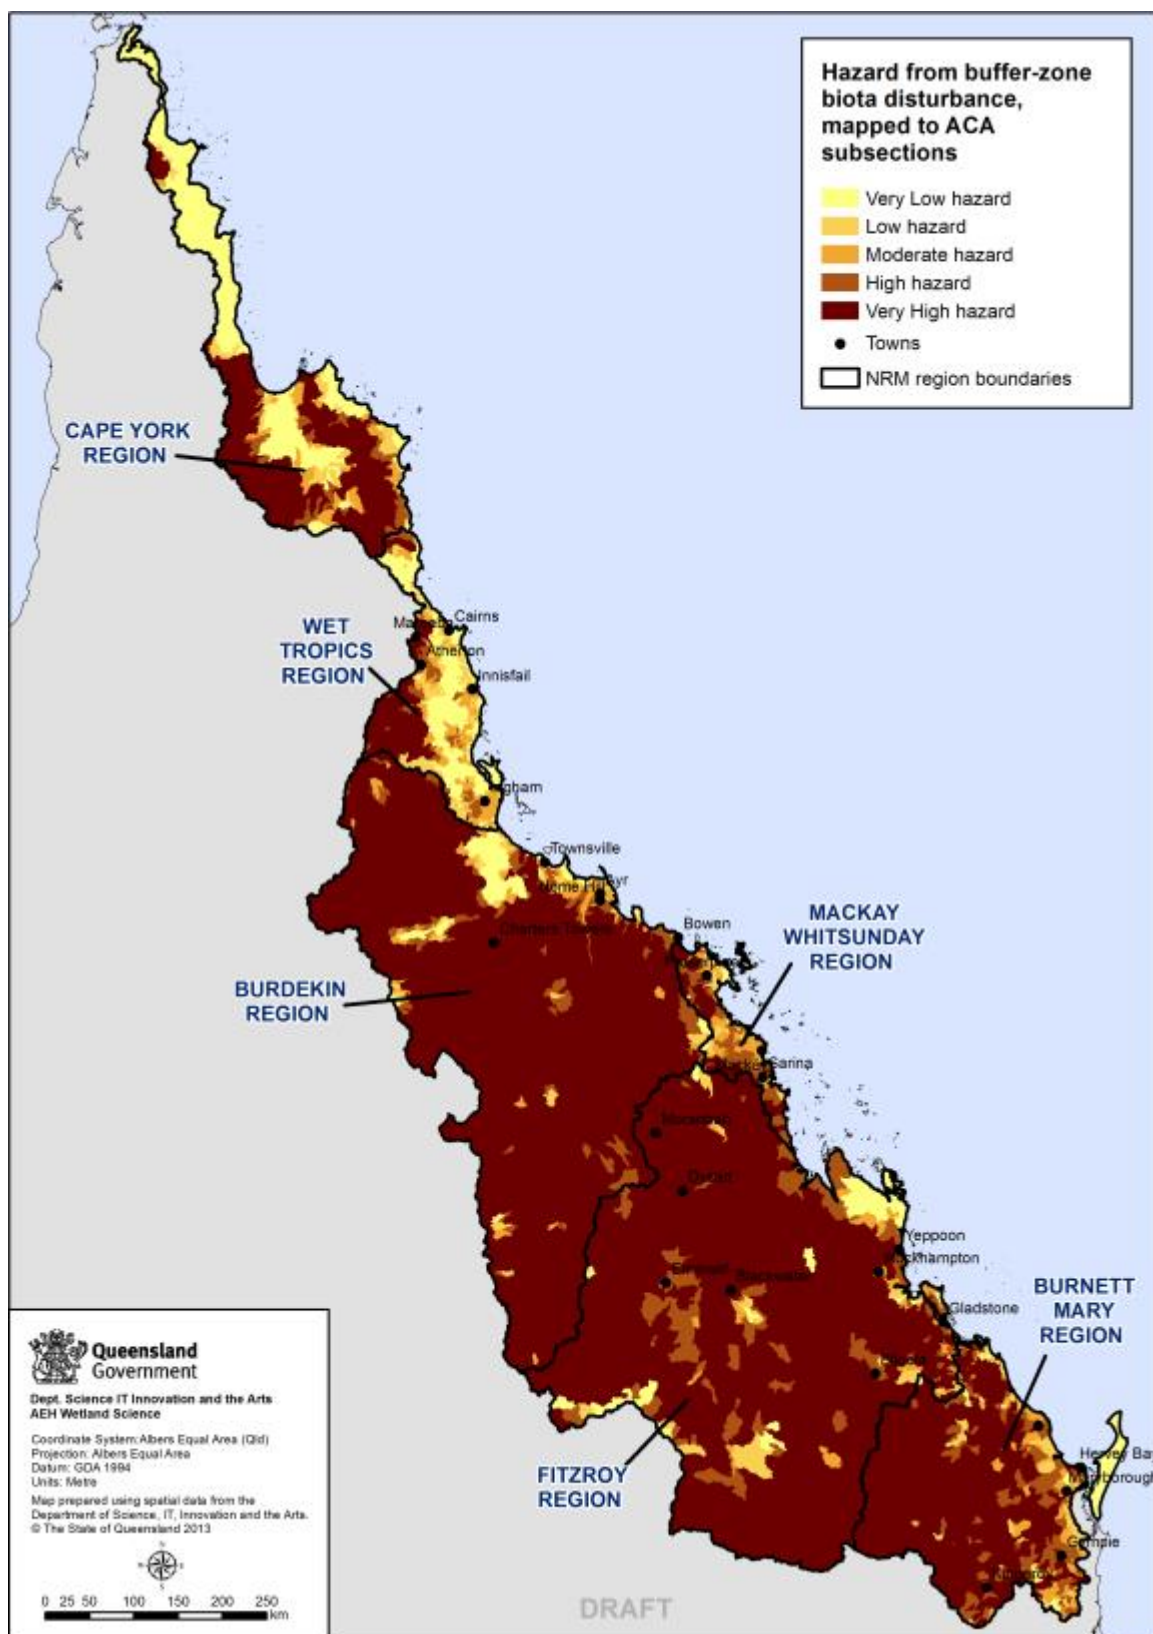 Hazard from buffer-zone
biota disturbance,
mapped to ACA
subsections
Very Low hazard
Low hazard
Moderate hazard
High hazard
Very High hazard
Towns
NRM region boundaries
CAPE YORK
REGION
WET
TROPICS
REGION
Cairns
Atherton
Innisfail
Townsville
Ayr
Bowen
MACKAY
WHITSUNDAY
REGION
BURDEKIN
REGION
Sarina
Yeppoon
Gladstone
BURNETT
MARY
REGION
Hervey Bay
Maryborough
FITZROY
REGION
Queensland
Government
Dept. Science IT Innovation and the Arts
AEH Wetland Science
Coordinate System:Albers Equal Area (Qld)
Projection: Albers Equal Area
Datum: GDA 1994
Units: Metre
Map prepared using spatial data from the
Department of Science, IT, Innovation and the Arts.
© The State of Queensland 2013
N
S
0 25 50 100 150 200 250
km
DRAFT